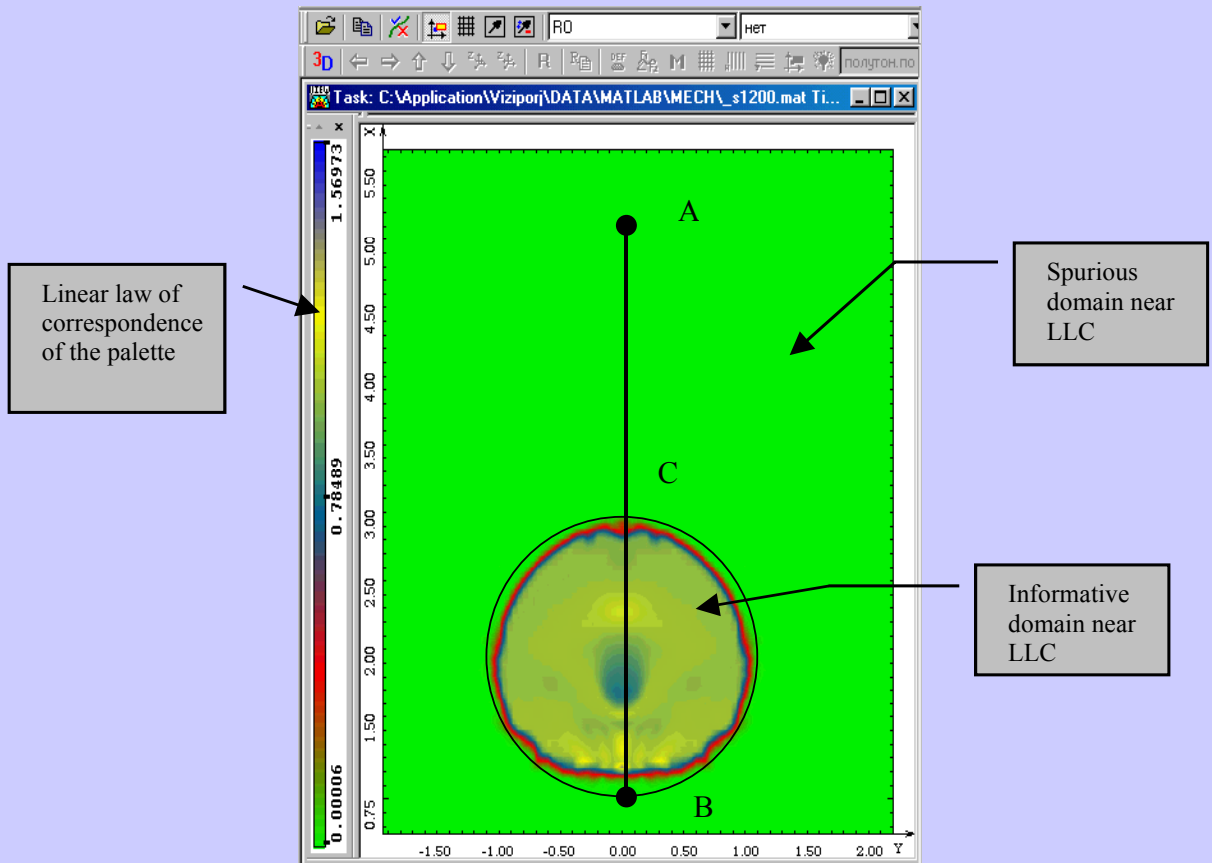 RO
нет
3D
R
DEF
M
полутон.по
Task: C:\Application\Viziporj\DATA\MATLAB\MECH\_s1200.mat Ti...
X
1.56973
0.78489
0.00006
5.50
5.00
4.50
4.00
3.50
3.00
2.50
2.00
1.50
0.75
A
C
B
Linear law of
correspondence
of the palette
Spurious
domain near
LLC
Informative
domain near
LLC
-1.50 -1.00 -0.50 0.00 0.50 1.00 1.50 2.00 Y